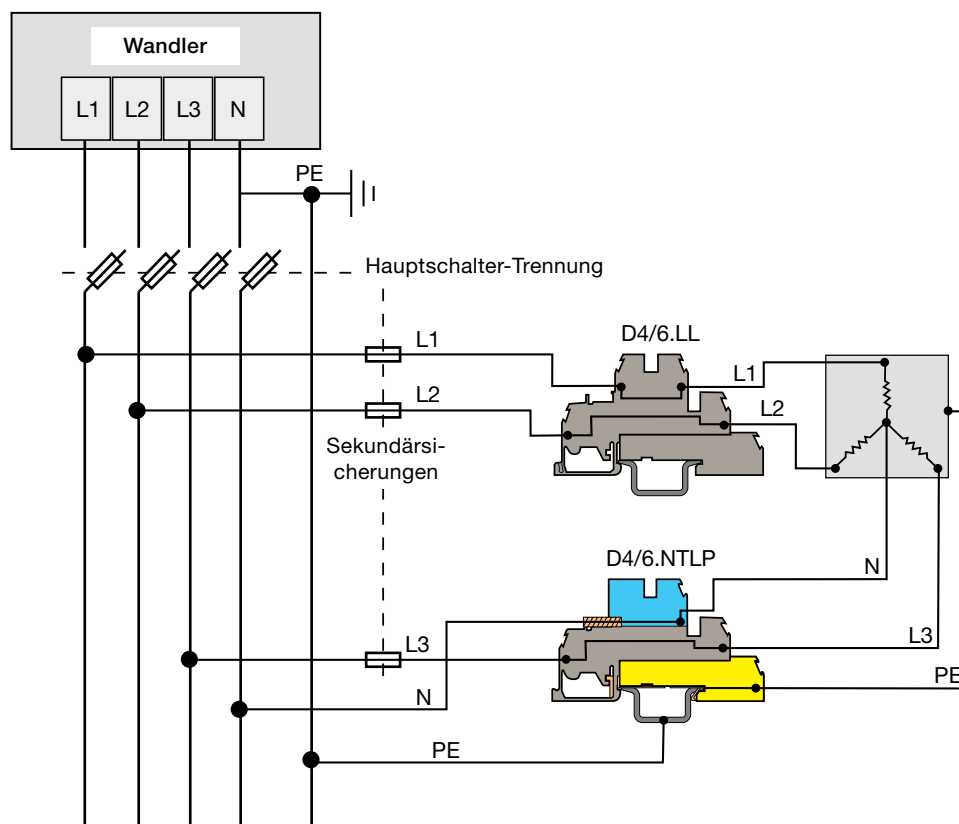 Wandler
L1 L2 L3 N
PE
Hauptschalter-Trennung
L1
D4/6.LL
L1
L2
L2
Sekundärsi-
cherungen
D4/6.NTLP
N
L3
L3
N
PE
PE